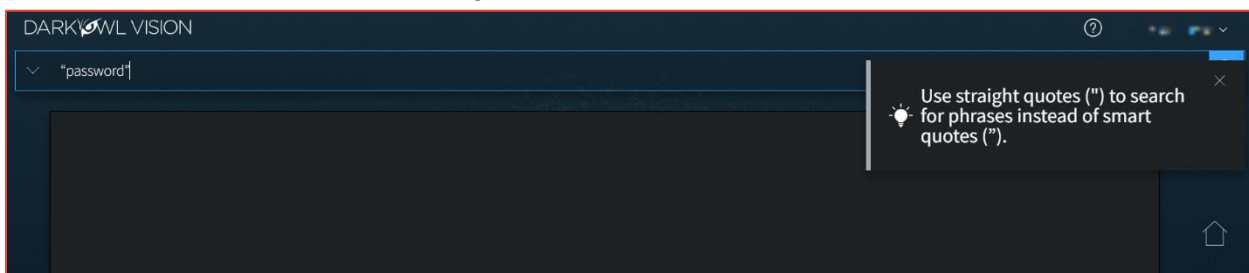 DARKOWL VISION
“password”
Use straight quotes (") to search
for phrases instead of smart
quotes (”).